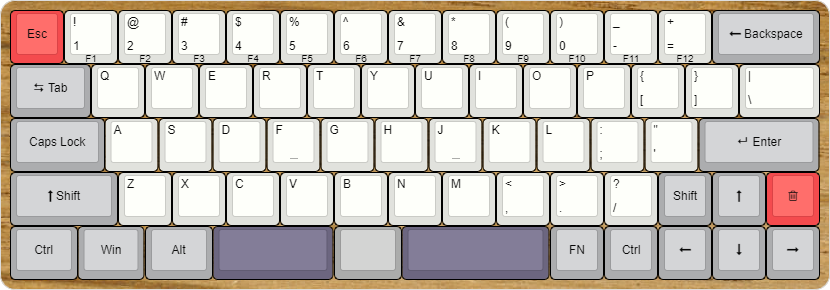 Esc ! @ # $ % ^ & * ( ) _ + ← Backspace
1 2 3 4 5 6 7 8 9 0 - =
F1 F2 F3 F4 F5 F6 F7 F8 F9 F10 F11 F12
⇆ Tab Q W E R T Y U I O P { } |
[ ] \
Caps Lock A S D F G H J K L : " ↵ Enter
_ _ ; '
↑ Shift Z X C V B N M < > ? Shift ↑
, . /
Ctrl Win Alt FN Ctrl ← ↓ →